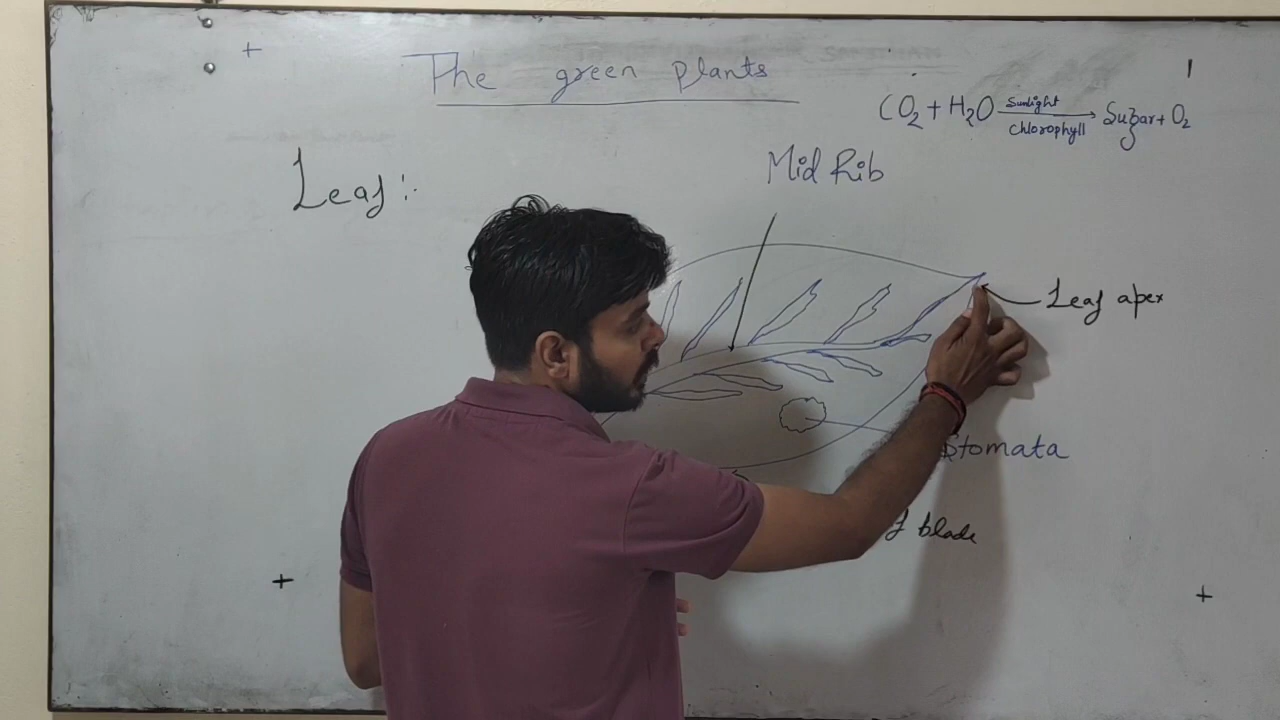 The green plants
CO₂ + H₂O Sunlight Chlorophyll → Sugar + O₂
Mid Rib
Leaf :-
Leaf apex
Stomata
blade